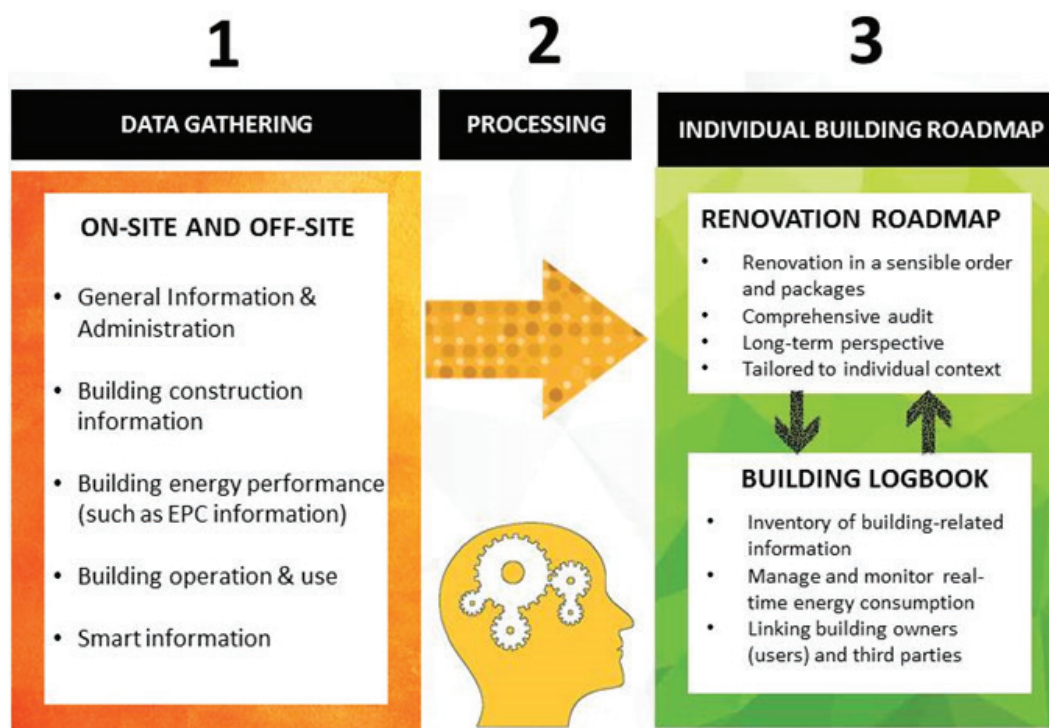 1
DATA GATHERING
ON-SITE AND OFF-SITE
• General Information &
Administration
• Building construction
information
• Building energy performance
(such as EPC information)
• Building operation & use
• Smart information
2
PROCESSING
3
INDIVIDUAL BUILDING ROADMAP
RENOVATION ROADMAP
• Renovation in a sensible order
and packages
• Comprehensive audit
• Long-term perspective
• Tailored to individual context
BUILDING LOGBOOK
• Inventory of building-related
information
• Manage and monitor real-
time energy consumption
• Linking building owners
(users) and third parties